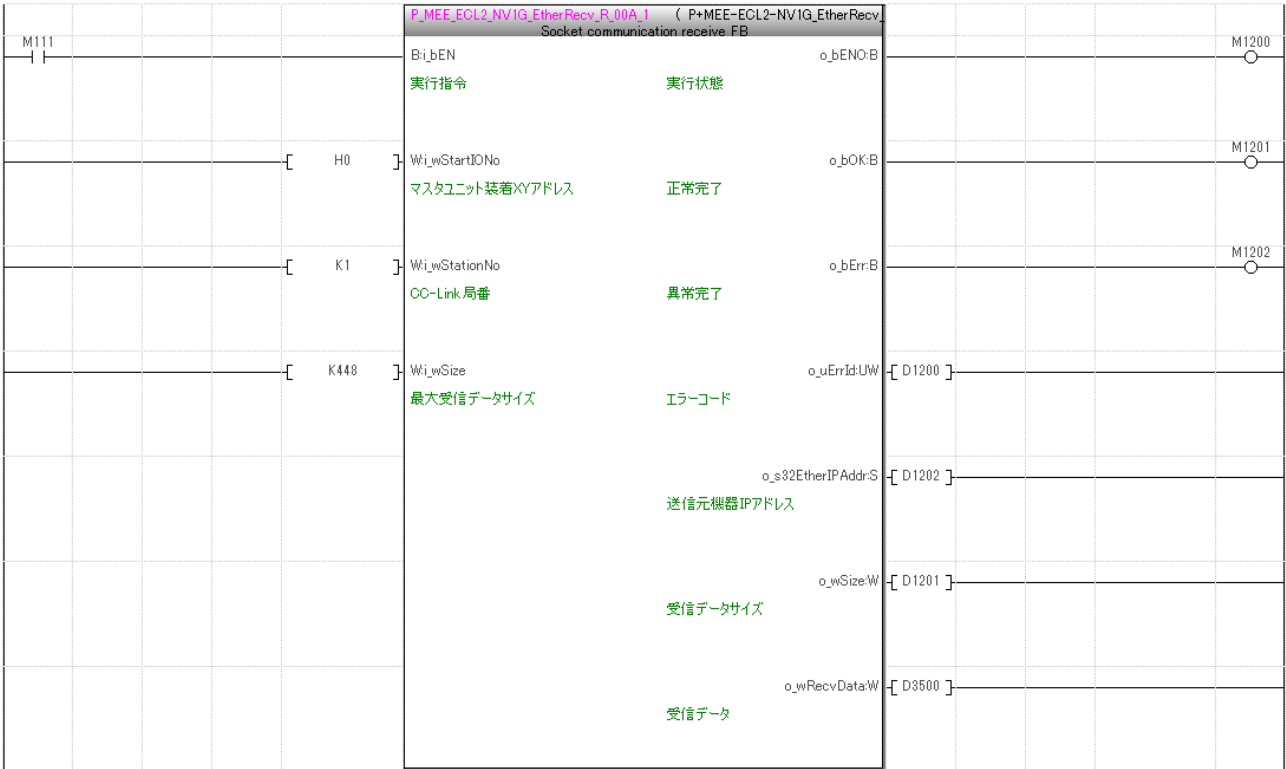 P_MEE_ECL2_NV1G_EtherRecv_R_00A_1 ( P+MEE-ECL2-NV1G_EtherRecv_
Socket communication receive FB
M111 B:i_bEN o_bENO:B M1200
実行指令 実行状態
H0 W:i_wStartIONo o_bOK:B M1201
マスタユニット装着XYアドレス 正常完了
K1 W:i_wStationNo o_bErr:B M1202
CC-Link局番 異常完了
K448 W:i_wSize o_uErrId:UW D1200
最大受信データサイズ エラーコード
o_s32EtherIPAddr:S D1202
送信元機器IPアドレス
o_wSize:W D1201
受信データサイズ
o_wRecvData:W D3500
受信データ